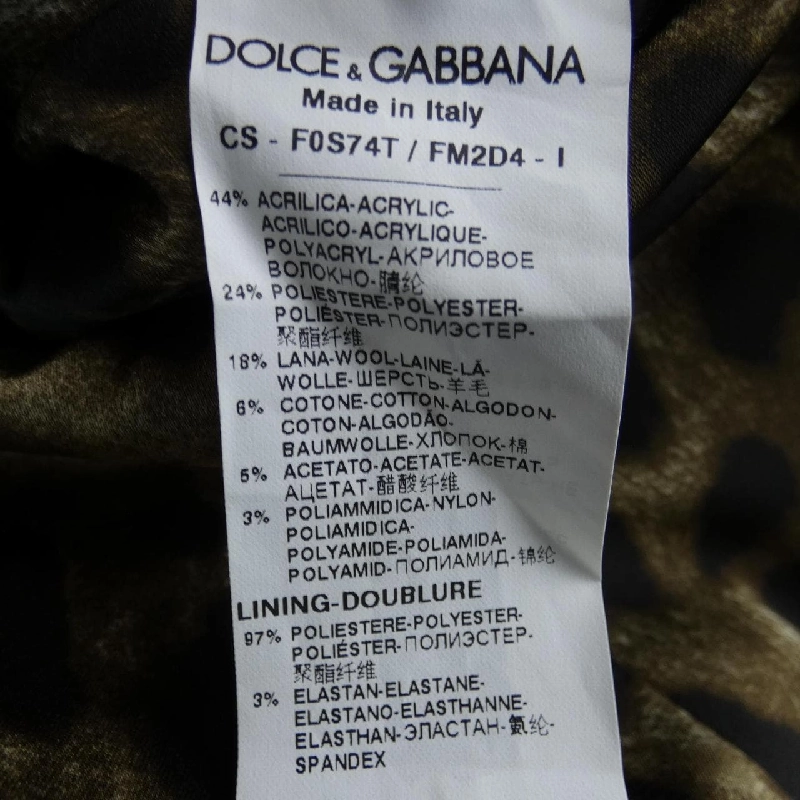 DOLCE & GABBANA
Made in Italy
CS - F0S74T / FM2D4 - I
44% ACRILICA-ACRYLIC-
ACRILICO-ACRYLIQUE-
POLYACRYL-АКРИЛОВОЕ
ВОЛОКНО-腈纶
24% POLIESTERE-POLYESTER-
POLIÉSTER-ПОЛИЭСТЕР-
聚酯纤维
18% LANA-WOOL-LAINE-LÃ-
WOLLE-ШЕРСТЬ-羊毛
6% COTONE-COTTON-ALGODON-
COTON-ALGODÃO-
BAUMWOLLE-ХЛОПОК-棉
5% ACETATO-ACETATE-ACETAT-
АЦЕТАТ-醋酸纤维
3% POLIAMMIDICA-NYLON-
POLIAMIDICA-
POLYAMIDE-POLIAMIDA-
POLYAMID-ПОЛИАМИД-锦纶
LINING-DOUBLURE
97% POLIESTERE-POLYESTER-
POLIÉSTER-ПОЛИЭСТЕР-
聚酯纤维
3% ELASTAN-ELASTANE-
ELASTANO-ELASTHANNE-
ELASTHAN-ЭЛАСТАН-氨纶-
SPANDEX